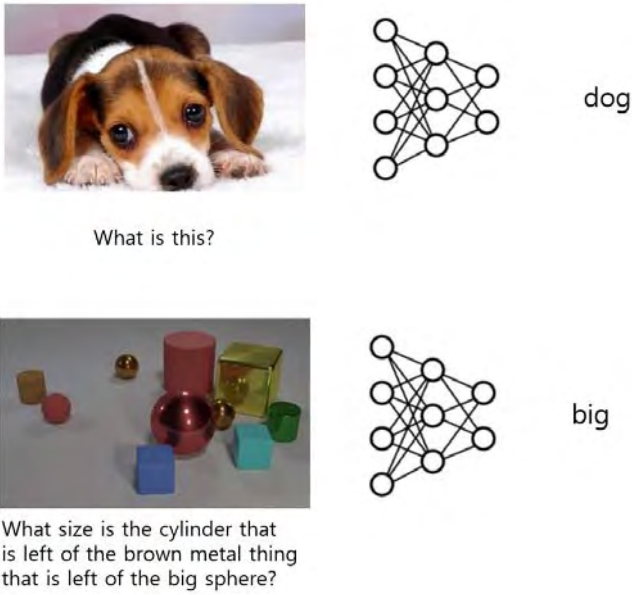 What is this?
dog
What size is the cylinder that
is left of the brown metal thing
that is left of the big sphere?
big